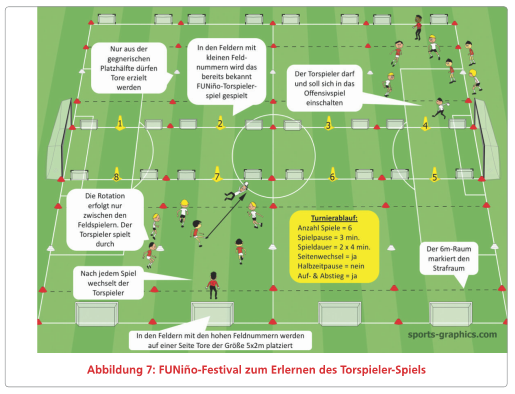 Nur aus der
gegnerischen
Platzhälfte dürfen
Tore erzielt
werden
In den Feldern mit
kleinen Feld-
nummern wird das
bereits bekannt
FUNiño-Torspieler-
spiel gespielt
Der Torspieler darf
und soll sich in das
Offensivspiel
einschalten
1
2
3
4
8
7
6
5
Die Rotation
erfolgt nur
zwischen den
Feldspielern. Der
Torspieler spielt
durch
Turnierablauf:
Anzahl Spiele = 6
Spielpause = 3 min.
Spieldauer = 2 x 4 min.
Seitenwechsel = ja
Halbzeitpause = nein
Auf- & Abstieg = ja
Der 6m-Raum
markiert den
Strafraum
Nach jedem Spiel
wechselt der
Torspieler
In den Feldern mit den hohen Feldnummern werden
auf einer Seite Tore der Größe 5x2m platziert
sports-graphics.com
Abbildung 7: FUNiño-Festival zum Erlernen des Torspieler-Spiels